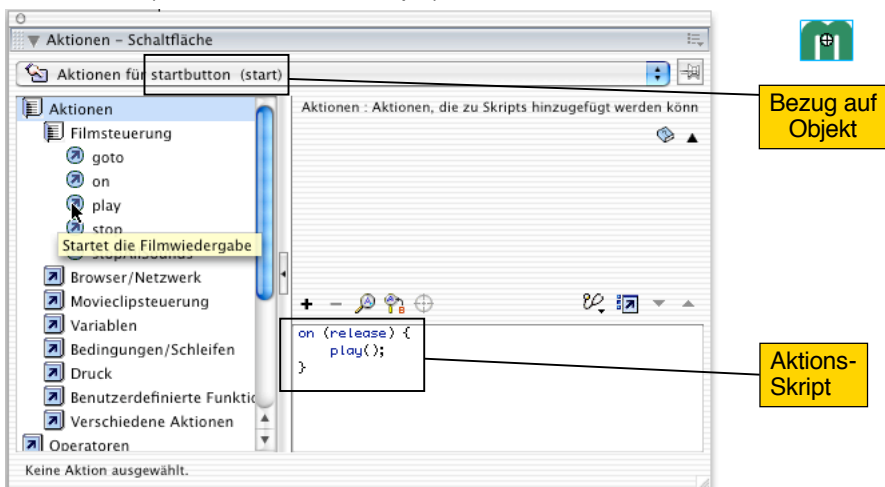 Aktionen – Schaltfläche
Aktionen für startbutton (start)
Bezug auf
Objekt
Aktionen
Filmsteuerung
goto
on
play
stop
Startet die Filmwiedergabe
Browser/Netzwerk
Movieclipsteuerung
Variablen
Bedingungen/Schleifen
Druck
Benutzerdefinierte Funktio
Verschiedene Aktionen
Operatoren
Aktionen : Aktionen, die zu Skripts hinzugefügt werden könn
on (release) {
play();
}
Aktions-
Skript
Keine Aktion ausgewählt.